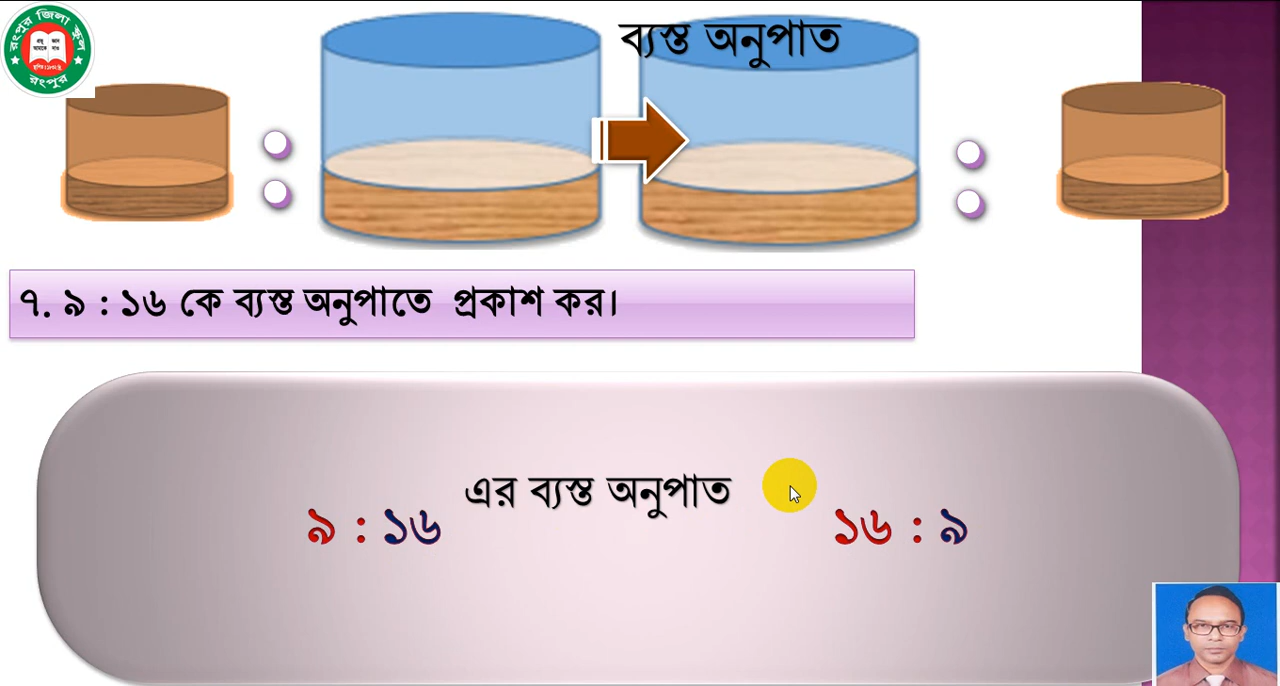 রংপুর জিলা স্কুল
রংপুর
ব্যস্ত অনুপাত
৭. ৯ : ১৬ কে ব্যস্ত অনুপাতে প্রকাশ কর।
৯ : ১৬ এর ব্যস্ত অনুপাত ১৬ : ৯